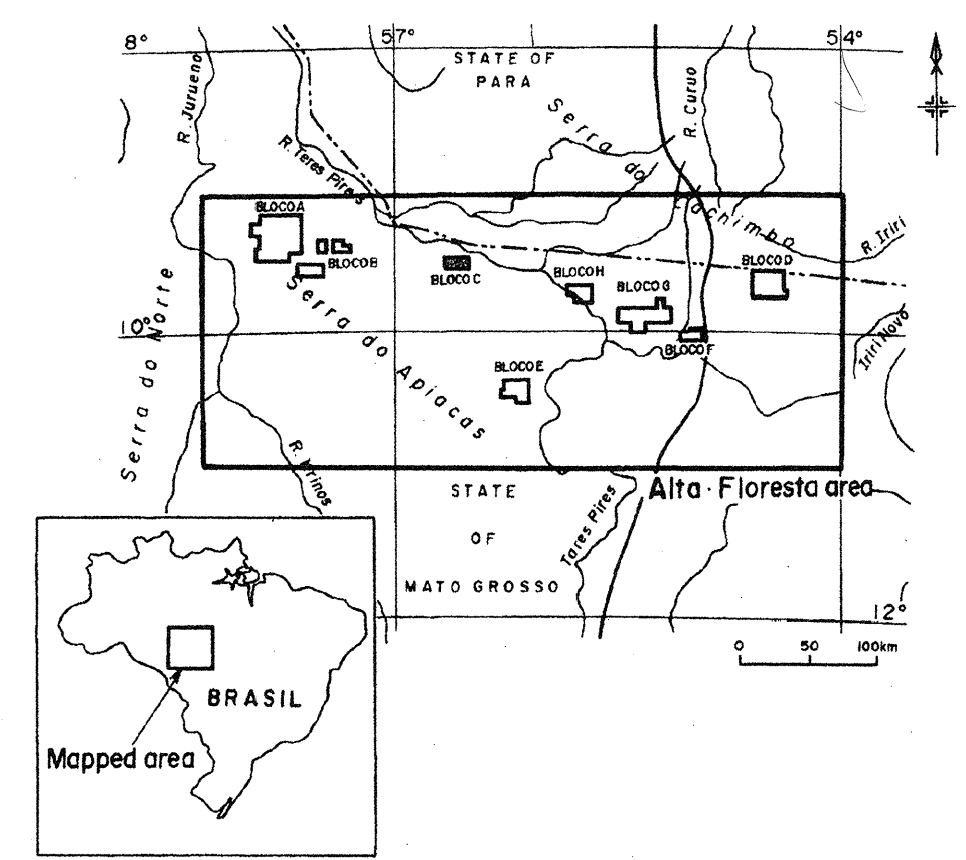 8°
57°
54°
STATE OF
PARA
R. Jurueno
R. Teres Pires
Serra do
Cachimbo
R. Curuo
R. Iriri
BLOCO A
BLOCO B
BLOCO C
BLOCO H
BLOCO G
BLOCO D
BLOCO F
BLOCO E
10°
Serra do Norte
Serra do Apiacas
Iriri Novo
R. Arinos
STATE
OF
MATO GROSSO
Tares Pires
Alta · Floresta area
12°
0 50 100km
BRASIL
Mapped area